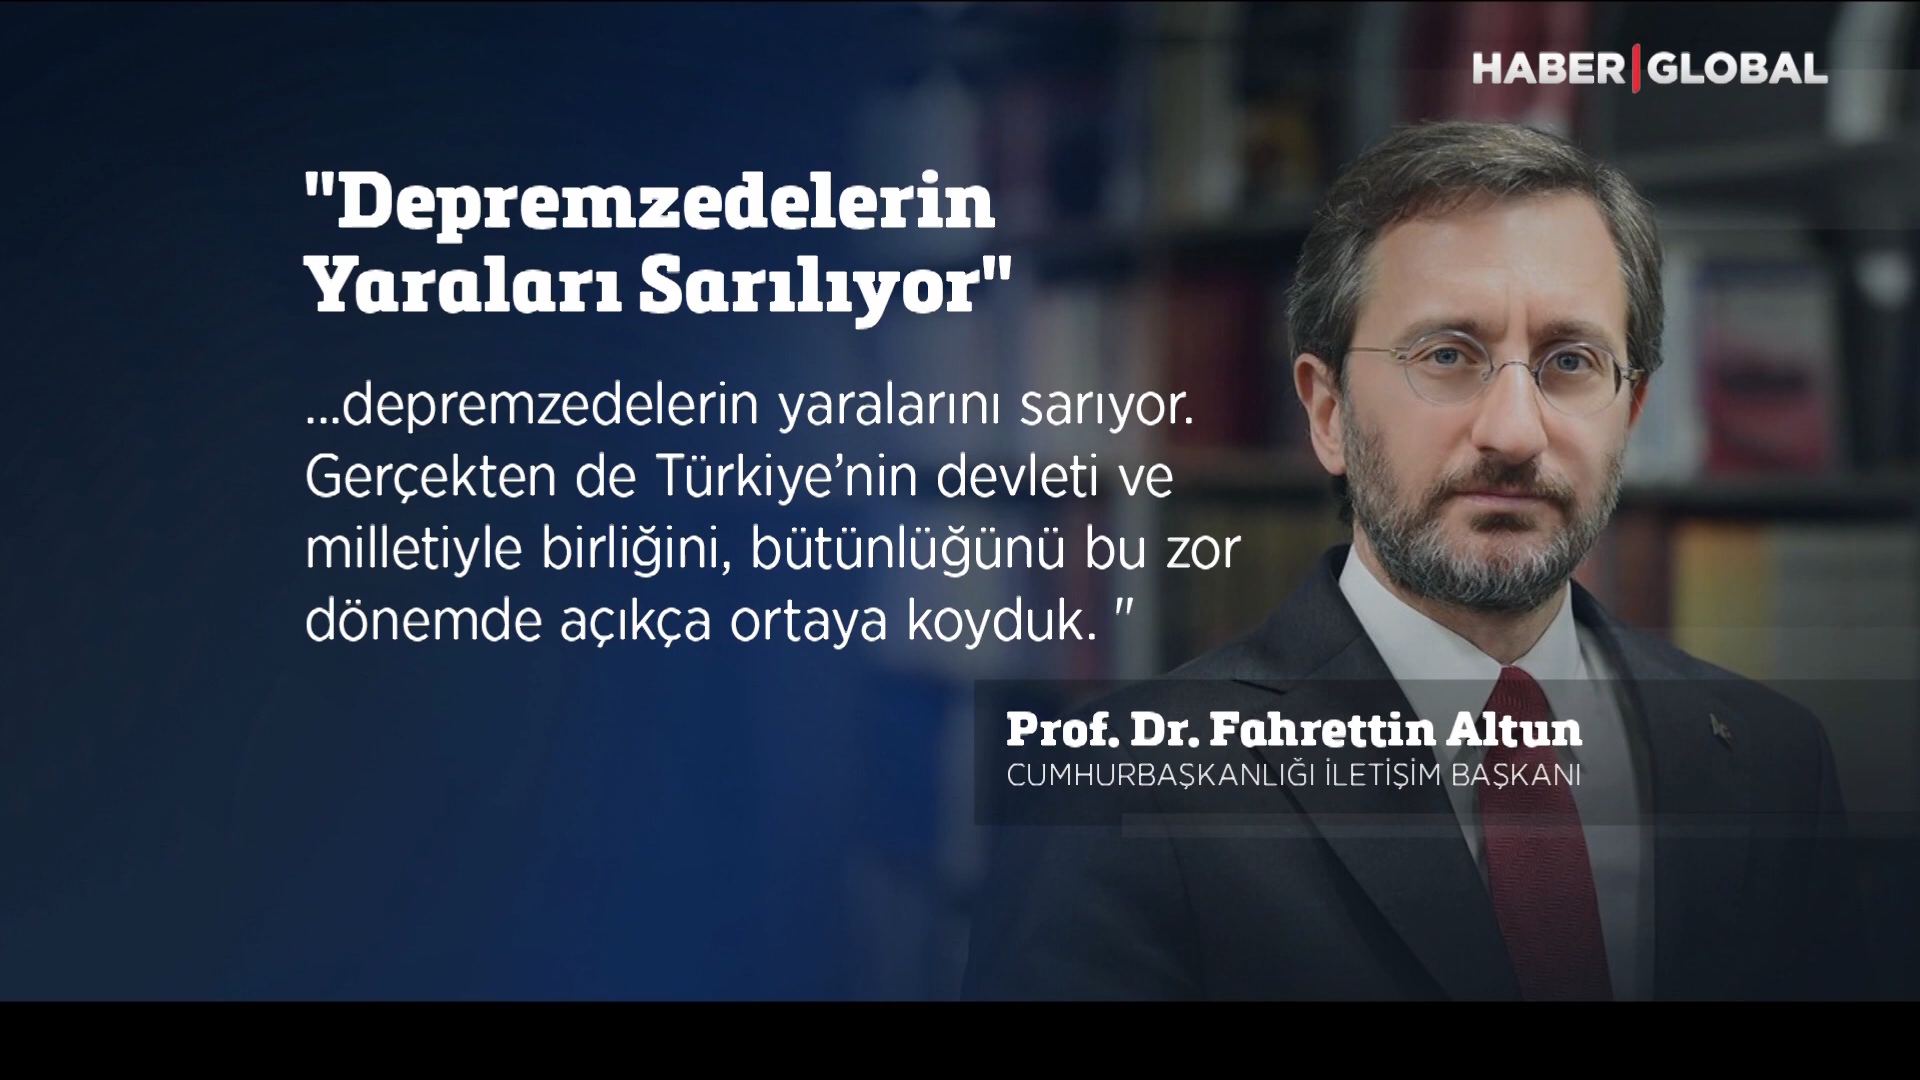 HABER|GLOBAL
"Depremzedelerin
Yaraları Sarılıyor"
...depremzedelerin yaralarını sarıyor.
Gerçekten de Türkiye’nin devleti ve
milletiyle birliğini, bütünlüğünü bu zor
dönemde açıkça ortaya koyduk. "
Prof. Dr. Fahrettin Altun
CUMHURBAŞKANLIĞI İLETİŞİM BAŞKANI